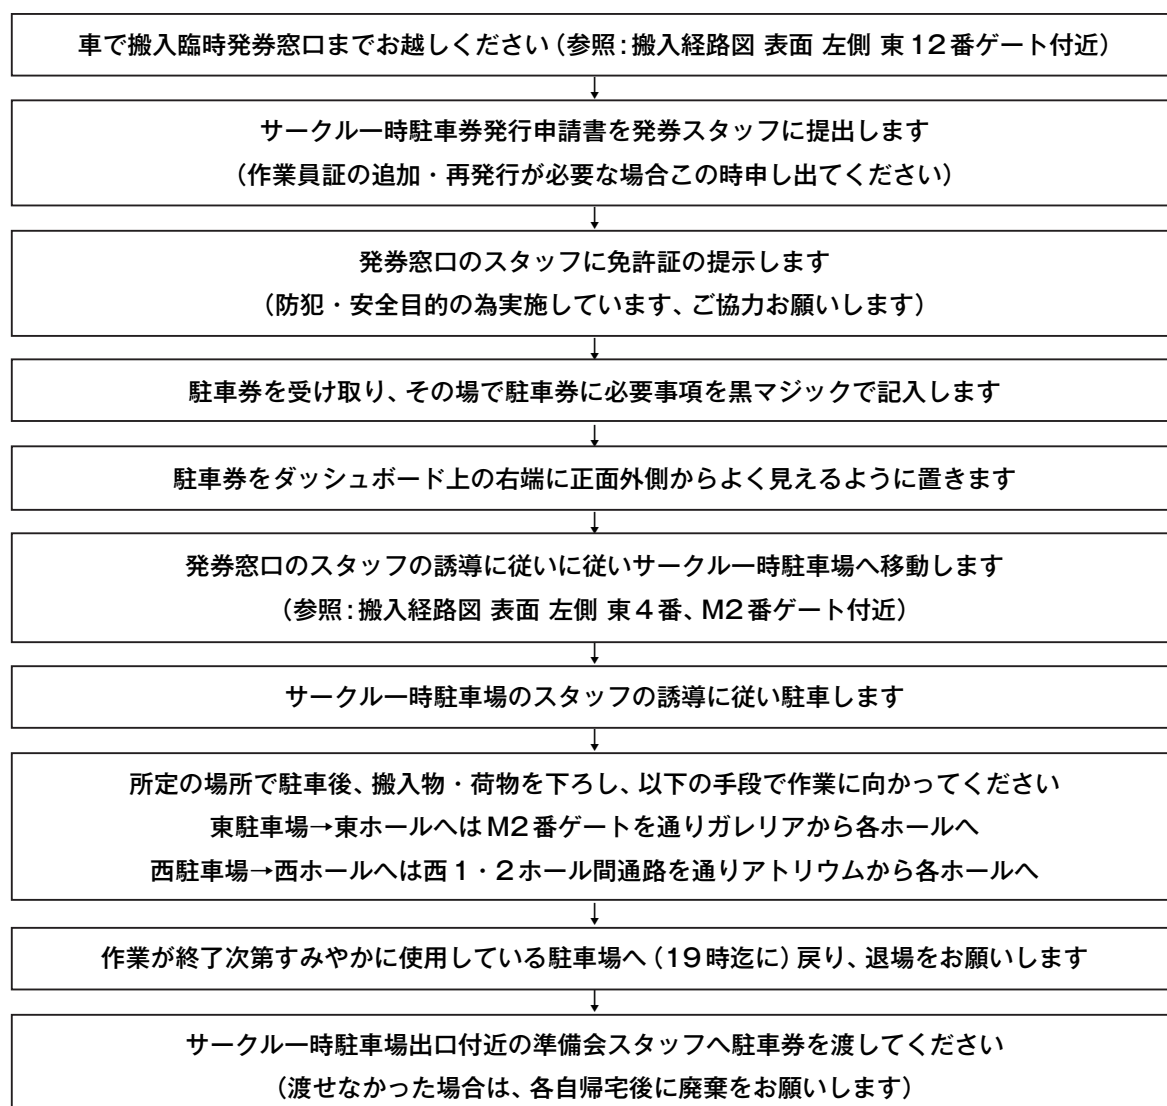 車で搬入臨時発券窓口までお越しください（参照：搬入経路図 表面 左側 東12番ゲート付近）
サークル一時駐車券発行申請書を発券スタッフに提出します
（作業員証の追加・再発行が必要な場合この時申し出てください）
発券窓口のスタッフに免許証の提示します
（防犯・安全目的の為実施しています、ご協力お願いします）
駐車券を受け取り、その場で駐車券に必要事項を黒マジックで記入します
駐車券をダッシュボード上の右端に正面外側からよく見えるように置きます
発券窓口のスタッフの誘導に従いに従いサークル一時駐車場へ移動します
（参照：搬入経路図 表面 左側 東4番、M2番ゲート付近）
サークル一時駐車場のスタッフの誘導に従い駐車します
所定の場所で駐車後、搬入物・荷物を下ろし、以下の手段で作業に向かってください
東駐車場→東ホールへはM2番ゲートを通りガレリアから各ホールへ
西駐車場→西ホールへは西1・2ホール間通路を通りアトリウムから各ホールへ
作業が終了次第すみやかに使用している駐車場へ（19時迄に）戻り、退場をお願いします
サークル一時駐車場出口付近の準備会スタッフへ駐車券を渡してください
（渡せなかった場合は、各自帰宅後に廃棄をお願いします）